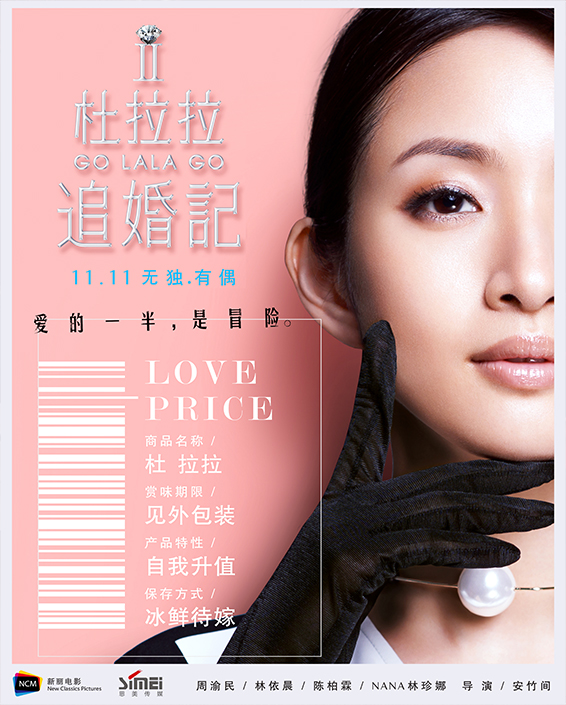 II
杜拉拉
GO LALA GO
追婚記
11.11 无独.有偶
爱的一半,是冒险。
LOVE
PRICE
商品名称 /
杜 拉拉
赏味期限 /
见外包装
产品特性 /
自我升值
保存方式 /
冰鲜待嫁
NCM 新丽电影
New Classics Pictures
SIMEI
思美传媒
周渝民 / 林依晨 / 陈柏霖 / NANA林珍娜 导 演 / 安竹间